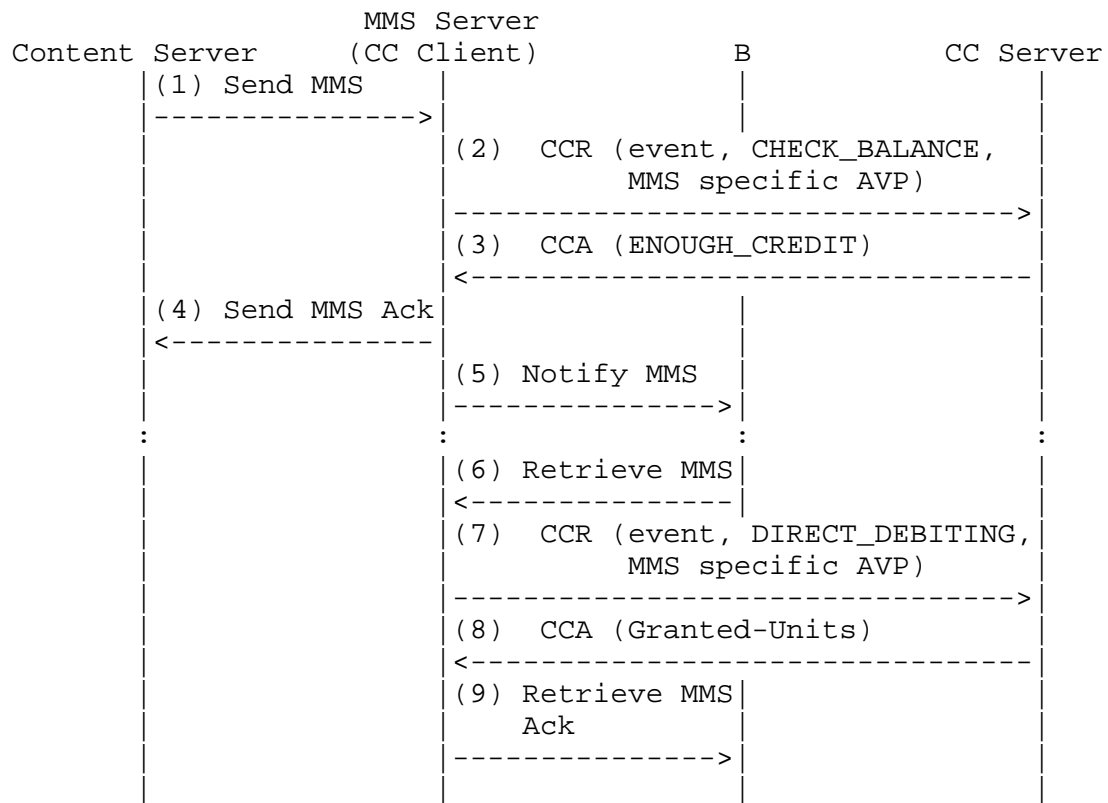 MMS Server
Content Server     (CC Client)           B           CC Server
       |(1) Send MMS    |                |                |
       |--------------->|                |                |
       |                |(2)  CCR (event, CHECK_BALANCE,  |
       |                |          MMS specific AVP)      |
       |                |-------------------------------->|
       |                |(3)  CCA (ENOUGH_CREDIT)         |
       |                |<--------------------------------|
       |(4) Send MMS Ack|                |                |
       |<---------------|                |                |
       |                |(5) Notify MMS  |                |
       |                |--------------->|                |
       :                :                :                :
       |                |(6) Retrieve MMS|                |
       |                |<---------------|                |
       |                |(7)  CCR (event, DIRECT_DEBITING,|
       |                |          MMS specific AVP)      |
       |                |-------------------------------->|
       |                |(8)  CCA (Granted-Units)         |
       |                |<--------------------------------|
       |                |(9) Retrieve MMS|                |
       |                |    Ack         |                |
       |                |--------------->|                |
       |                |                |                |